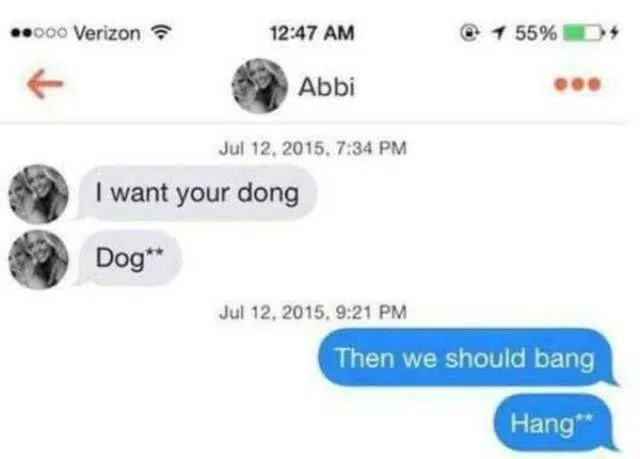 Verizon 12:47 AM 55%
Abbi
Jul 12, 2015, 7:34 PM
I want your dong
Dog**
Jul 12, 2015, 9:21 PM
Then we should bang
Hang**